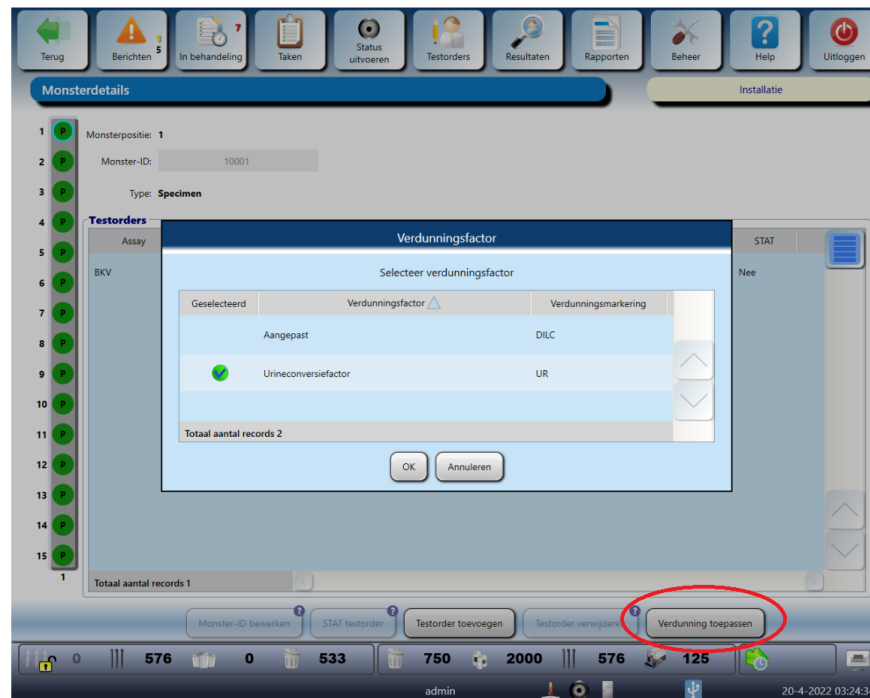 Terug
Berichten
1
5
In behandeling
7
Taken
Status
uitvoeren
Testorders
Resultaten
Rapporten
Beheer
Help
Uitloggen
Monsterdetails
Installatie
1 P
Monsterpositie: 1
2 P
Monster-ID: 10001
3 P
Type: Specimen
4 P
Testorders
Assay
STAT
5 P
BKV
Nee
6 P
7 P
8 P
9 P
10 P
11 P
12 P
13 P
14 P
15 P
1
Verdunningsfactor
Selecteer verdunningsfactor
Geselecteerd Verdunningsfactor Verdunningsmarkering
Aangepast DILC
Urineconversiefactor UR
Totaal aantal records 2
OK Annuleren
Totaal aantal records 1
Monster-ID bewerken ? STAT testorder ? Testorder toevoegen Testorder verwijderen ? Verdunning toepassen
0 576 0 533 750 2000 576 125
admin
20-4-2022 03:24:3